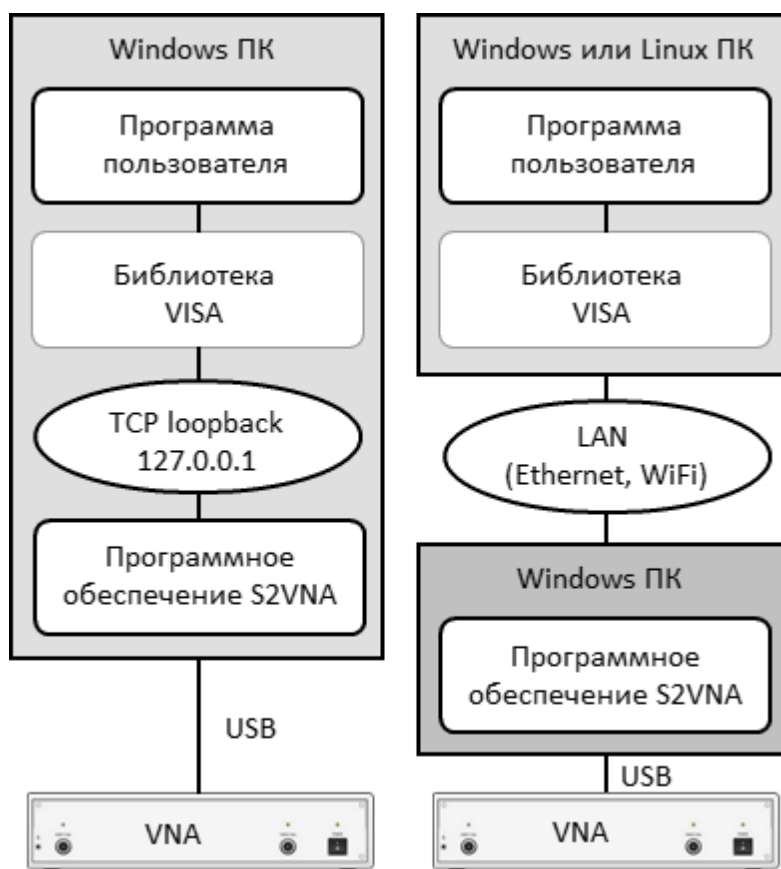 Windows ПК
Программа
пользователя
Библиотека
VISA
TCP loopback
127.0.0.1
Программное
обеспечение S2VNA
USB
VNA
Windows или Linux ПК
Программа
пользователя
Библиотека
VISA
LAN
(Ethernet, WiFi)
Windows ПК
Программное
обеспечение S2VNA
USB
VNA